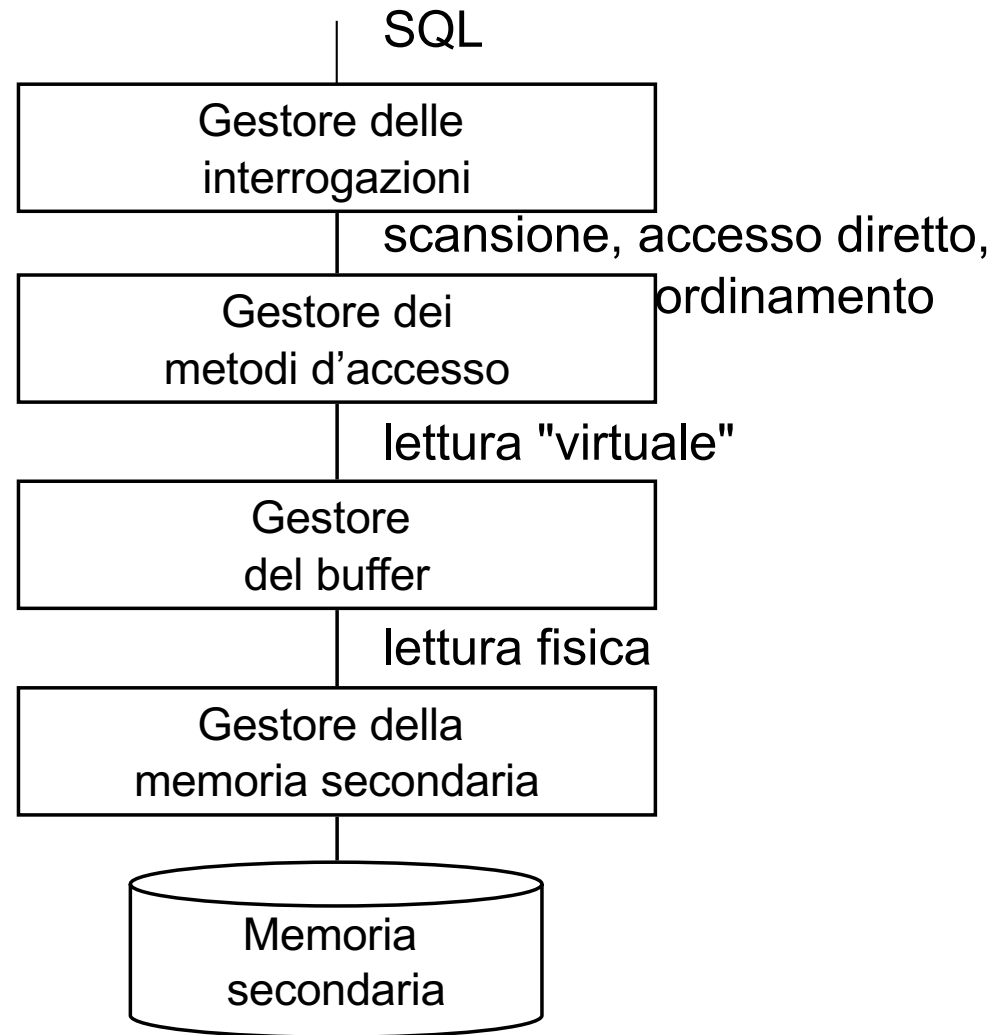 SQL
Gestore delle
interrogazioni
scansione, accesso diretto,
ordinamento
Gestore dei
metodi d’accesso
lettura "virtuale"
Gestore
del buffer
lettura fisica
Gestore della
memoria secondaria
Memoria
secondaria